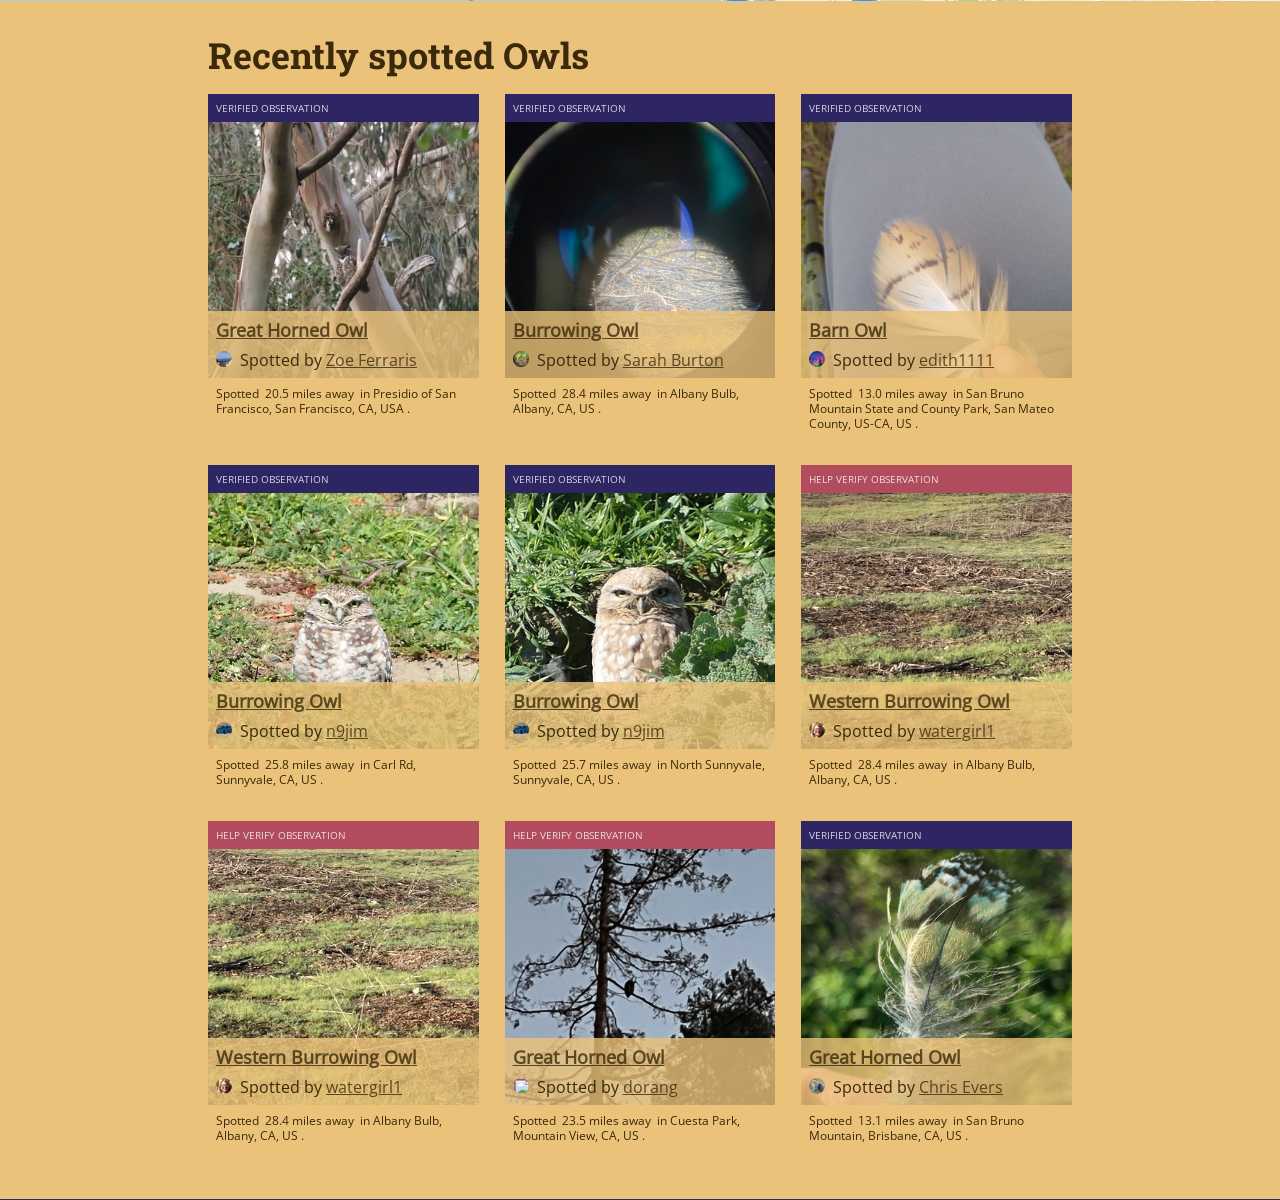 Recently spotted Owls
VERIFIED OBSERVATION
Great Horned Owl
Spotted by Zoe Ferraris
Spotted 20.5 miles away in Presidio of San
Francisco, San Francisco, CA, USA .
VERIFIED OBSERVATION
Burrowing Owl
Spotted by Sarah Burton
Spotted 28.4 miles away in Albany Bulb,
Albany, CA, US .
VERIFIED OBSERVATION
Barn Owl
Spotted by edith1111
Spotted 13.0 miles away in San Bruno
Mountain State and County Park, San Mateo
County, US-CA, US .
VERIFIED OBSERVATION
Burrowing Owl
Spotted by n9jim
Spotted 25.8 miles away in Carl Rd,
Sunnyvale, CA, US .
VERIFIED OBSERVATION
Burrowing Owl
Spotted by n9jim
Spotted 25.7 miles away in North Sunnyvale,
Sunnyvale, CA, US .
HELP VERIFY OBSERVATION
Western Burrowing Owl
Spotted by watergirl1
Spotted 28.4 miles away in Albany Bulb,
Albany, CA, US .
HELP VERIFY OBSERVATION
Western Burrowing Owl
Spotted by watergirl1
Spotted 28.4 miles away in Albany Bulb,
Albany, CA, US .
HELP VERIFY OBSERVATION
Great Horned Owl
Spotted by dorang
Spotted 23.5 miles away in Cuesta Park,
Mountain View, CA, US .
VERIFIED OBSERVATION
Great Horned Owl
Spotted by Chris Evers
Spotted 13.1 miles away in San Bruno
Mountain, Brisbane, CA, US .